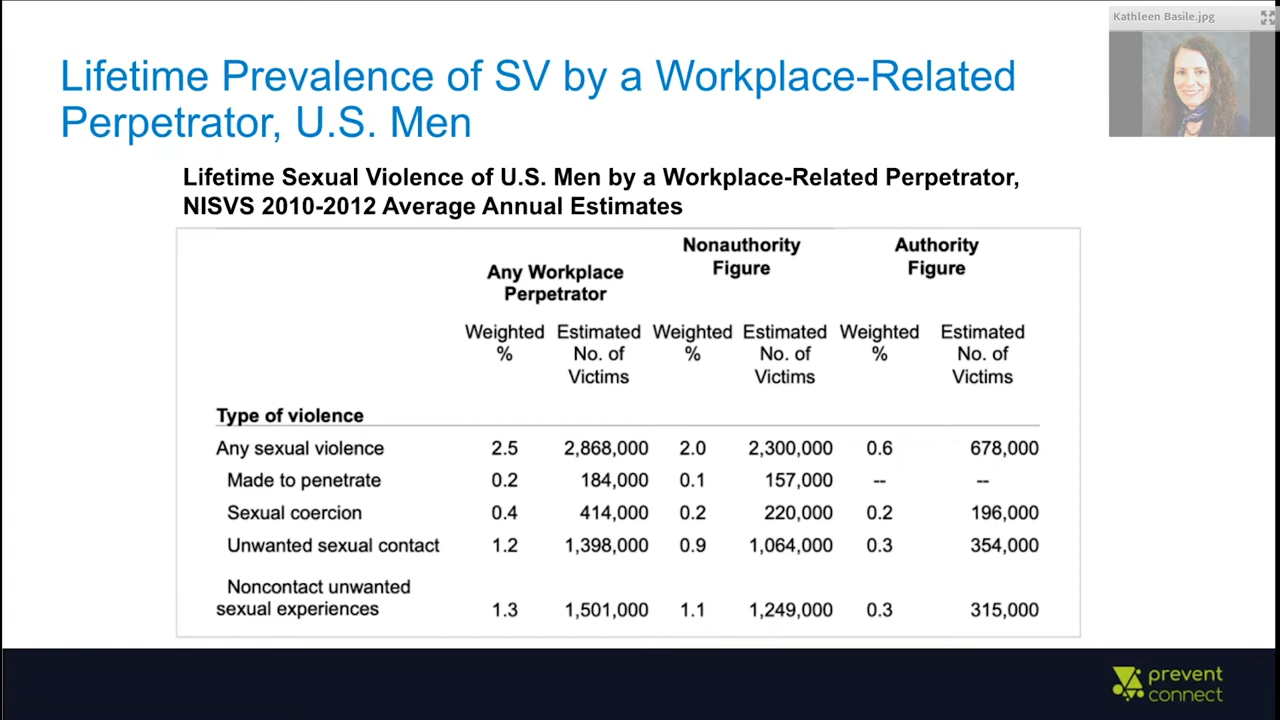 Kathleen Basile.jpg
Lifetime Prevalence of SV by a Workplace-Related
Perpetrator, U.S. Men
Lifetime Sexual Violence of U.S. Men by a Workplace-Related Perpetrator,
NISVS 2010-2012 Average Annual Estimates
Any Workplace Perpetrator Nonauthority Figure Authority Figure
Weighted Estimated Weighted Estimated Weighted Estimated
% No. of % No. of % No. of
Victims Victims Victims
Type of violence
Any sexual violence 2.5 2,868,000 2.0 2,300,000 0.6 678,000
Made to penetrate 0.2 184,000 0.1 157,000 -- --
Sexual coercion 0.4 414,000 0.2 220,000 0.2 196,000
Unwanted sexual contact 1.2 1,398,000 0.9 1,064,000 0.3 354,000
Noncontact unwanted
sexual experiences 1.3 1,501,000 1.1 1,249,000 0.3 315,000
prevent
connect